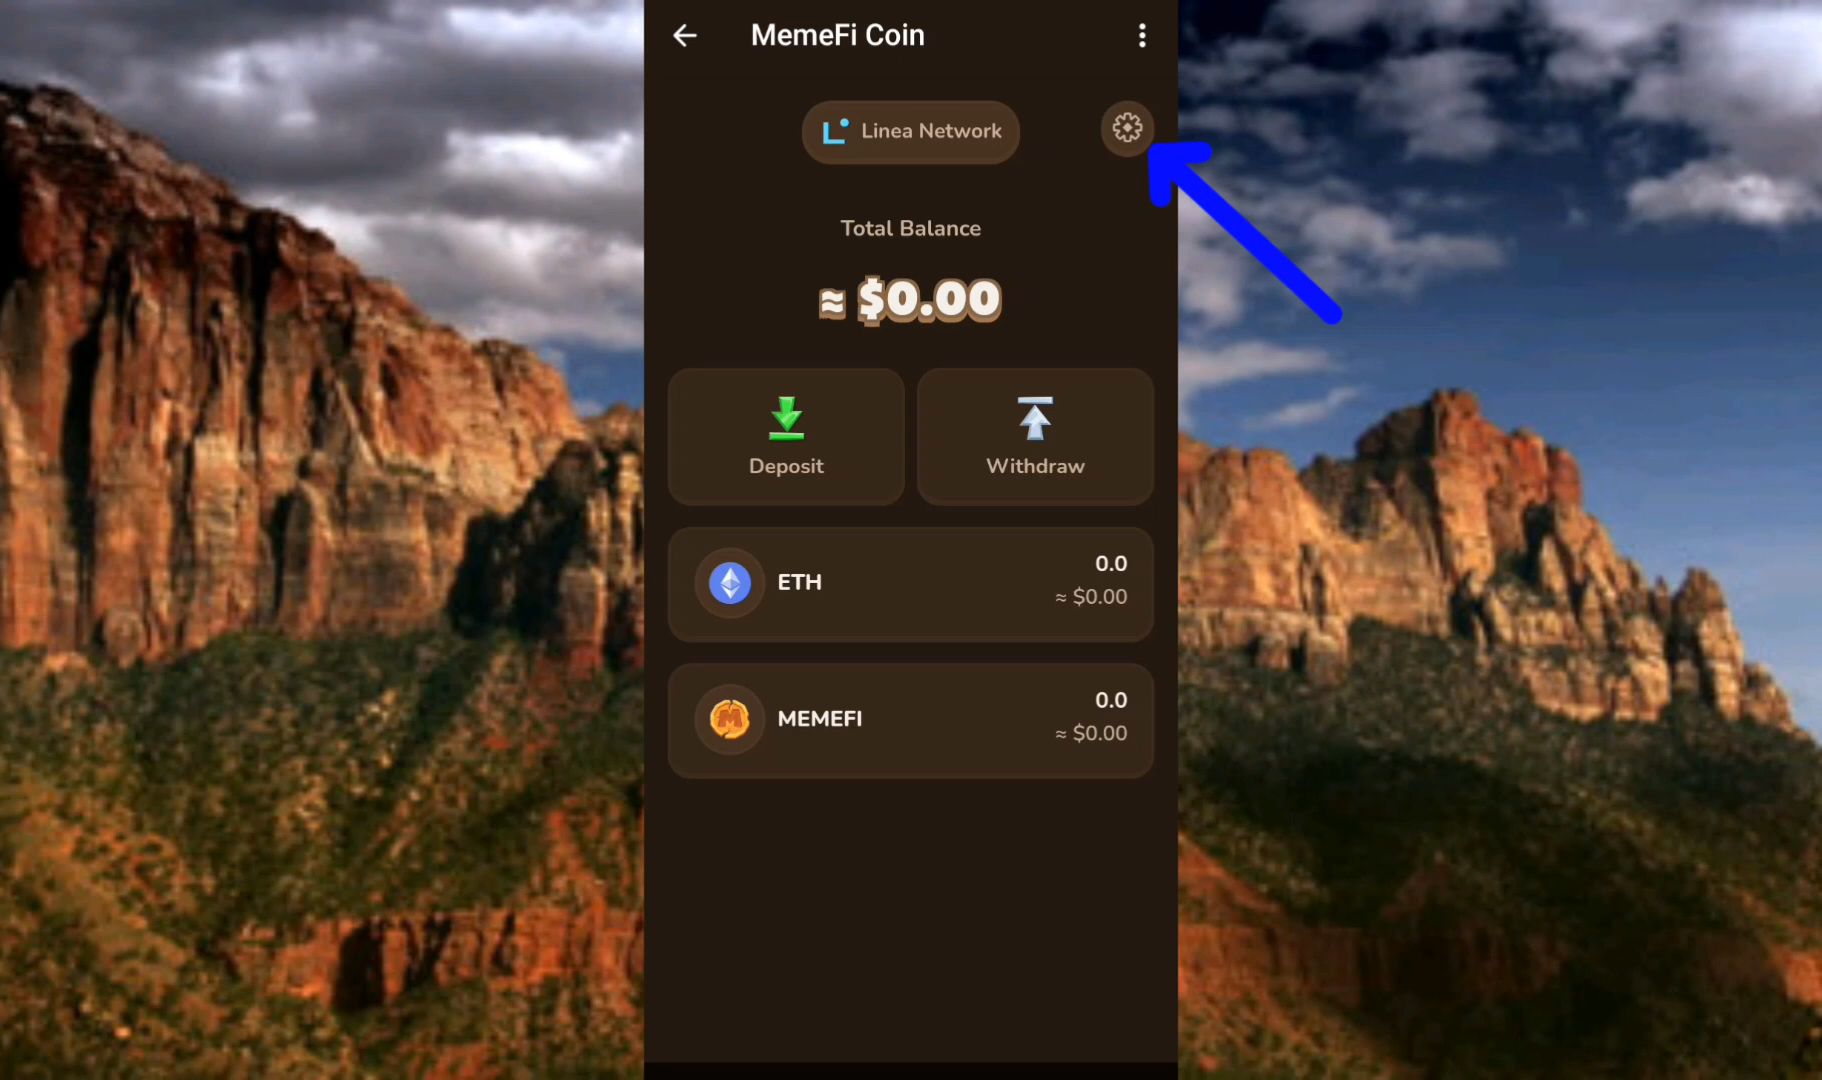 MemeFi Coin
Linea Network
Total Balance
≈ $0.00
Deposit
Withdraw
ETH
0.0
≈ $0.00
MEMEFI
0.0
≈ $0.00